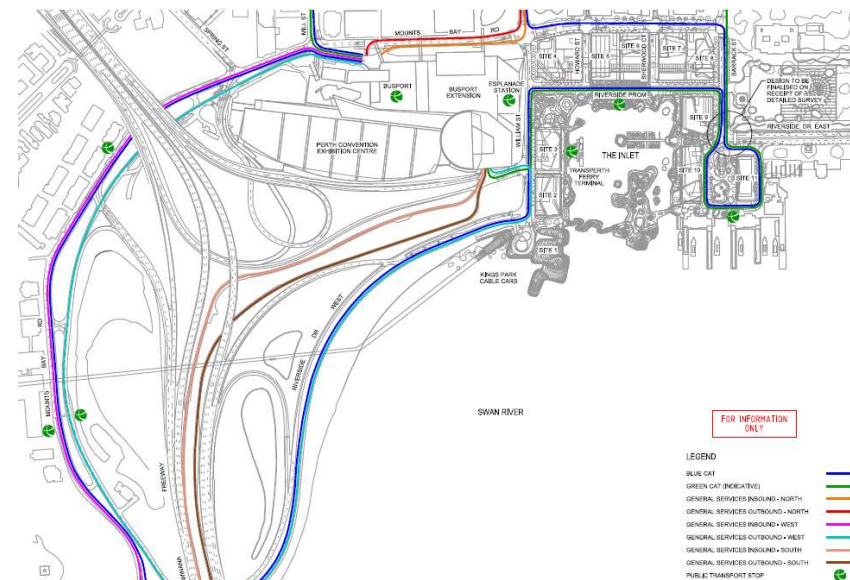 SPRING ST
MILL ST
MOUNTS
BAY
RD
SITE 4
HOWARD ST
SITE 5
SITE 6
SHERWOOD CT
SITE 7
SITE 8
BARRACK ST
BUSPORT
BUSPORT
EXTENSION
ESPLANADE
STATION
DESIGN TO BE
FINALISED ON
RECEIPT OF A
DETAILED SURVEY
RIVERSIDE PROM
WILLIAM ST
SITE 9
RIVERSIDE DR EAST
PERTH CONVENTION
EXHIBITION CENTRE
SITE 3
THE INLET
TRANSPERTH
FERRY
TERMINAL
SITE 10
SITE 11
SITE 2
SITE 1
KINGS PARK
CABLE CARS
RIVERSIDE
DR
WEST
MOUNTS
BAY
RD
FREEWAY
SWAN RIVER
FOR INFORMATION
ONLY
LEGEND
BLUE CAT
GREEN CAT (INDICATIVE)
GENERAL SERVICES INBOUND - NORTH
GENERAL SERVICES OUTBOUND - NORTH
GENERAL SERVICES INBOUND - WEST
GENERAL SERVICES OUTBOUND - WEST
GENERAL SERVICES INBOUND - SOUTH
GENERAL SERVICES OUTBOUND - SOUTH
PUBLIC TRANSPORT STOP